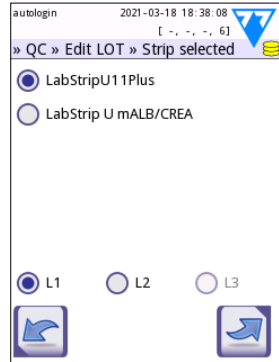 autologin 2021-03-18 18:38:08
[ -, -, -, 6]
» QC » Edit LOT » Strip selected
LabStripU11Plus
LabStrip U mALB/CREA
L1 L2 L3